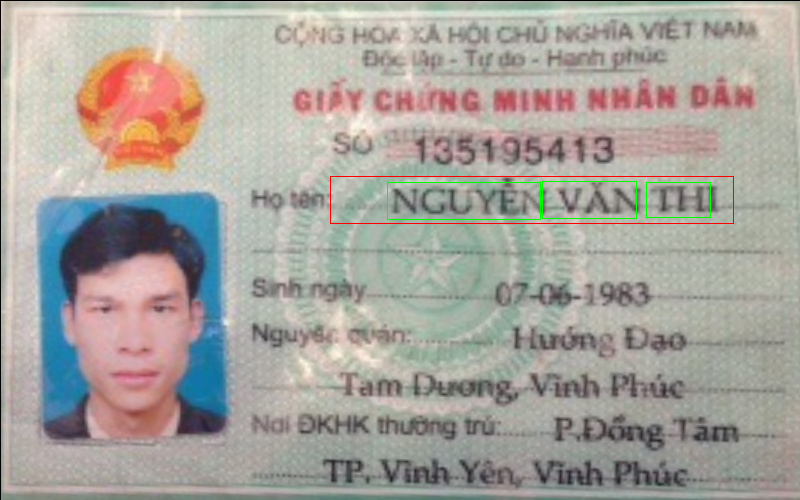 CỘNG HÒA XÃ HỘI CHỦ NGHĨA VIỆT NAM
Độc lập - Tự do - Hạnh phúc
GIẤY CHỨNG MINH NHÂN DÂN
SỐ 135195413
Họ tên: NGUYỄN VĂN THI
Sinh ngày 07-06-1983
Nguyên quán: Hướng Đạo
Tam Dương, Vĩnh Phúc
Nơi ĐKHK thường trú: P.Đồng Tâm
TP. Vĩnh Yên, Vĩnh Phúc